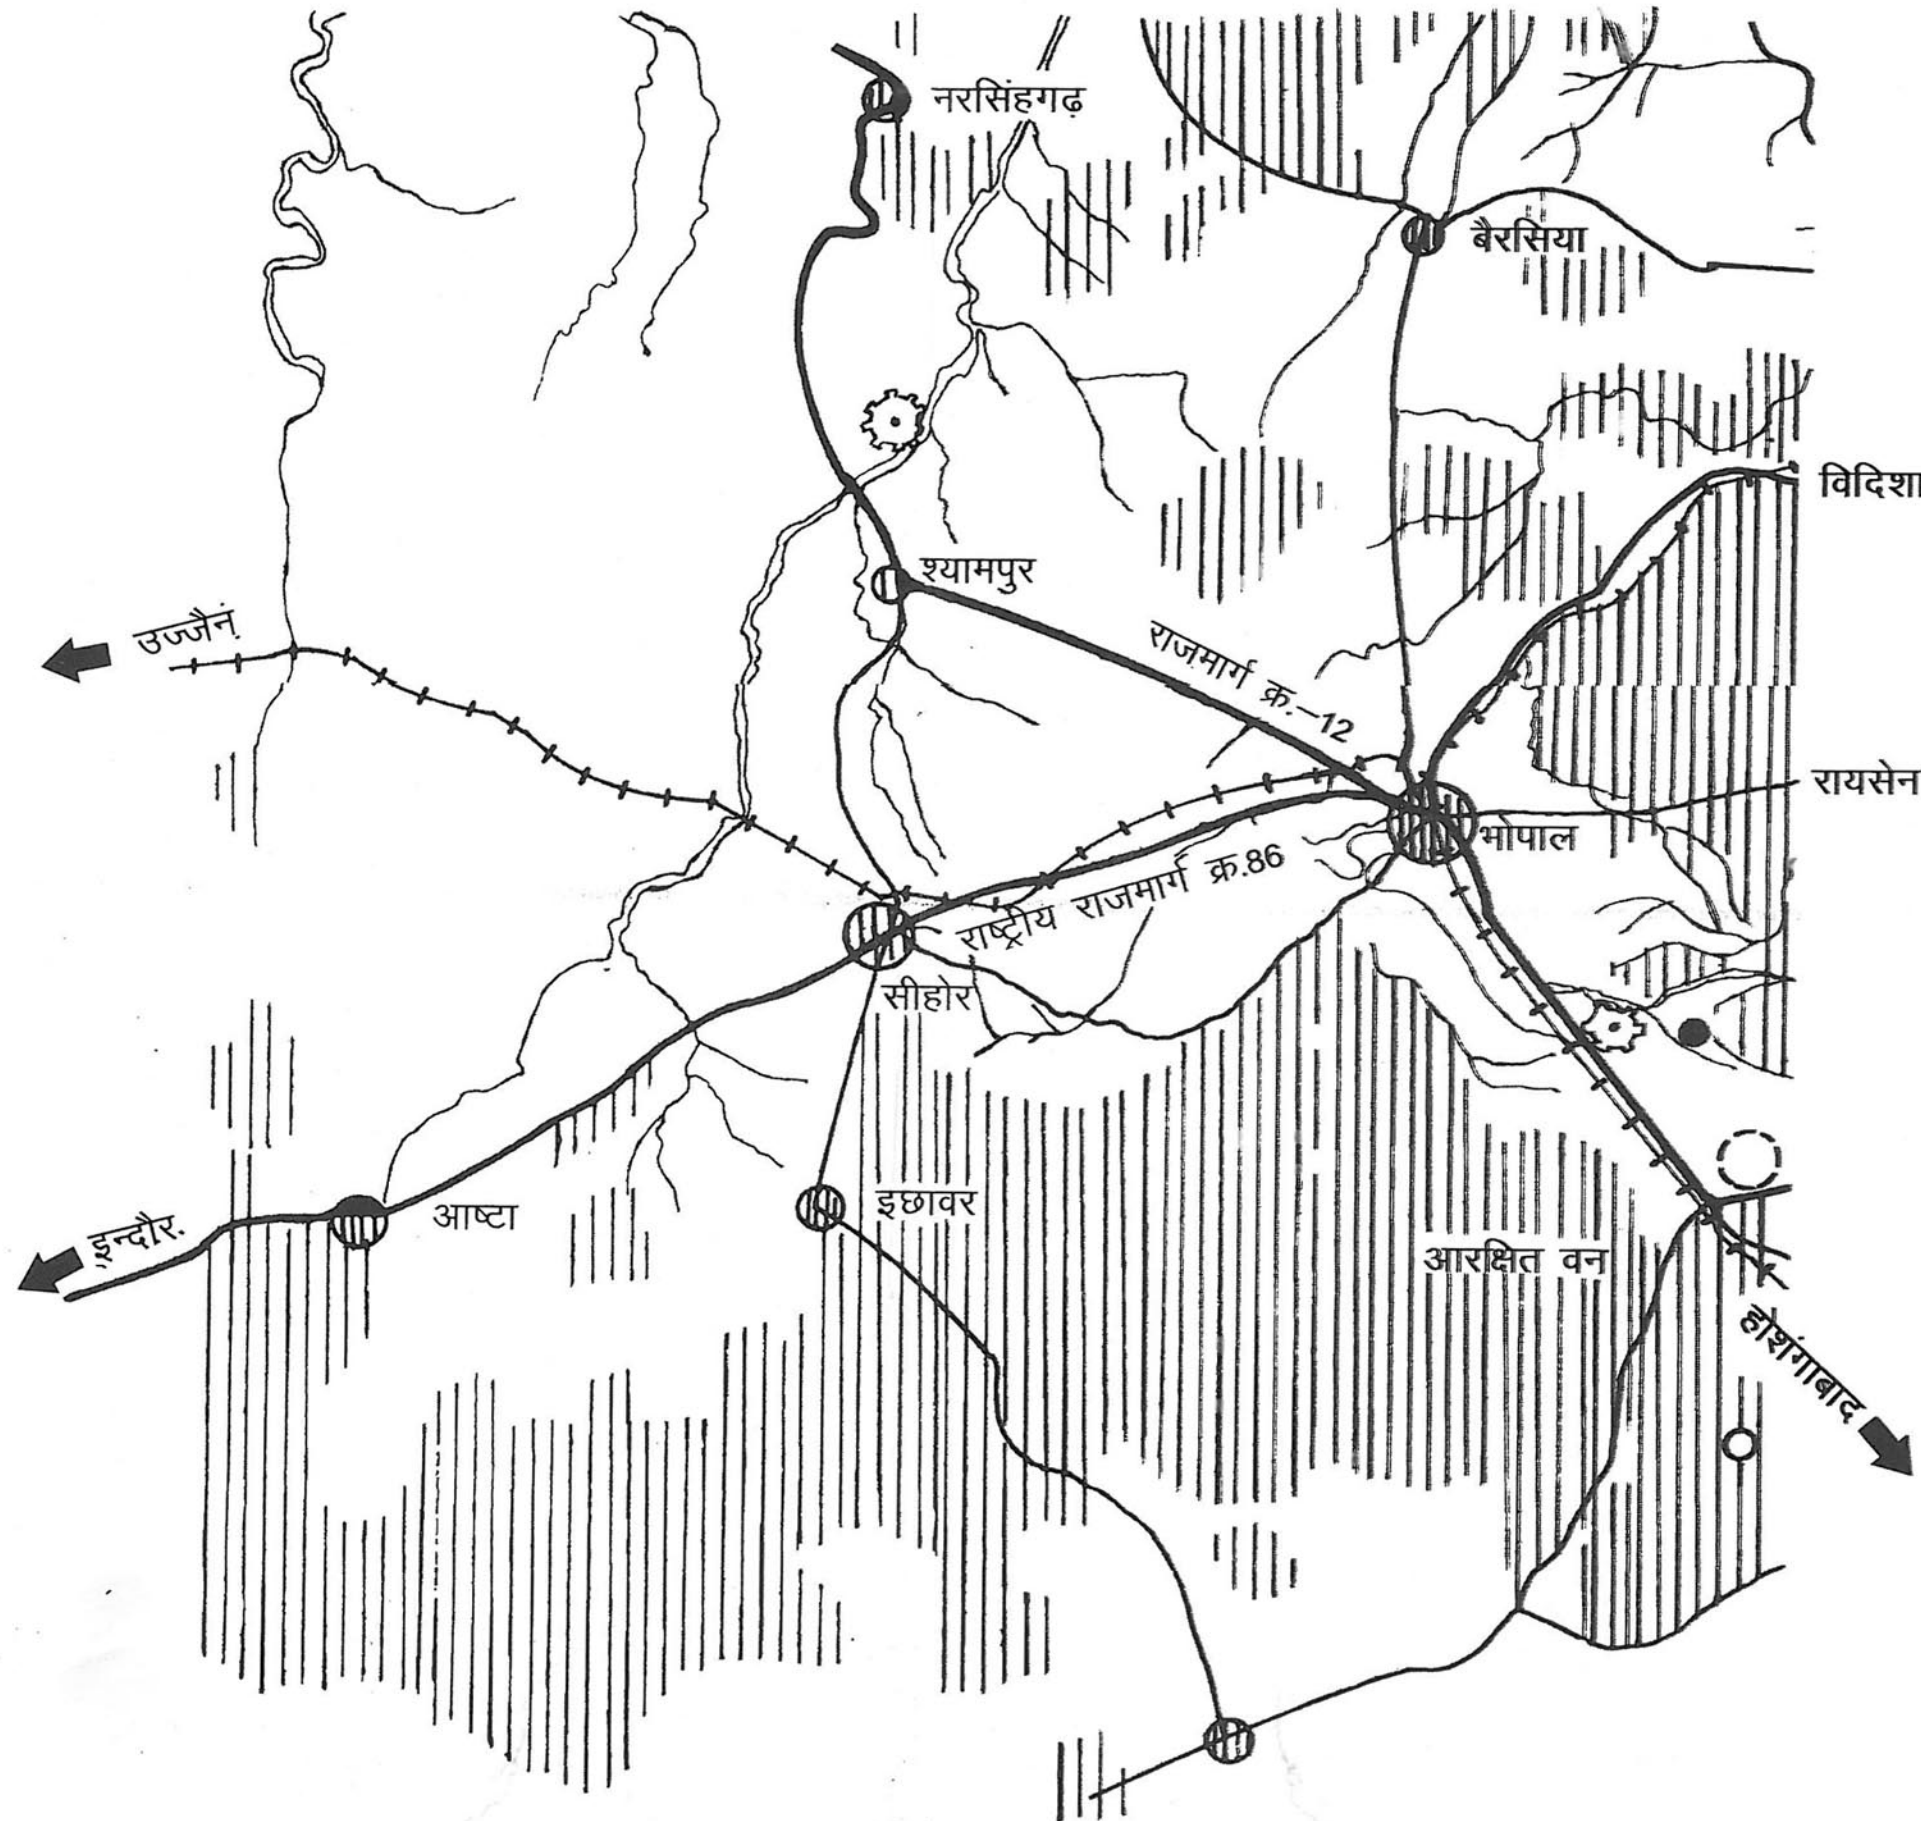 नरसिंहगढ़
बैरसिया
विदिशा
श्यामपुर
उज्जैन
राजमार्ग क्र.–12
रायसेन
भोपाल
राष्ट्रीय राजमार्ग क्र.86
सीहोर
इछावर
आष्टा
इन्दौर
आरक्षित वन
होशंगाबाद